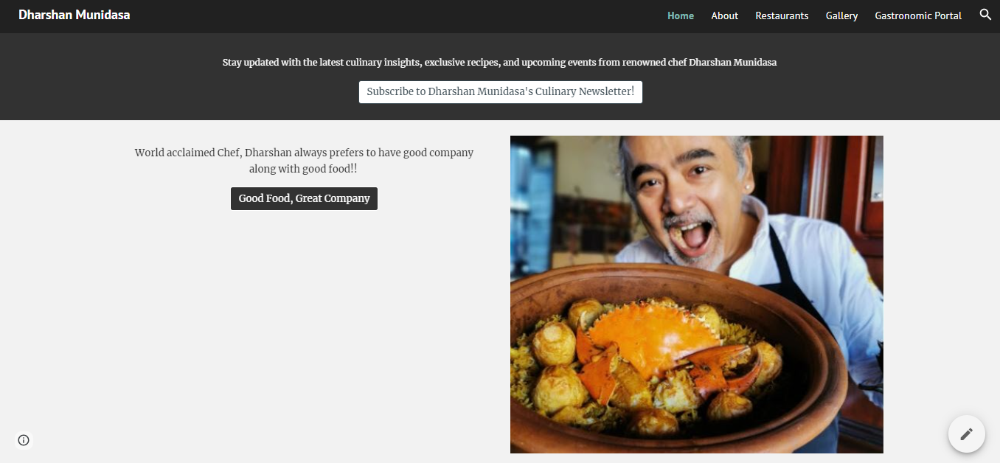 Dharshan Munidasa
Home About Restaurants Gallery Gastronomic Portal
Stay updated with the latest culinary insights, exclusive recipes, and upcoming events from renowned chef Dharshan Munidasa
Subscribe to Dharshan Munidasa's Culinary Newsletter!
World acclaimed Chef, Dharshan always prefers to have good company
along with good food!!
Good Food, Great Company